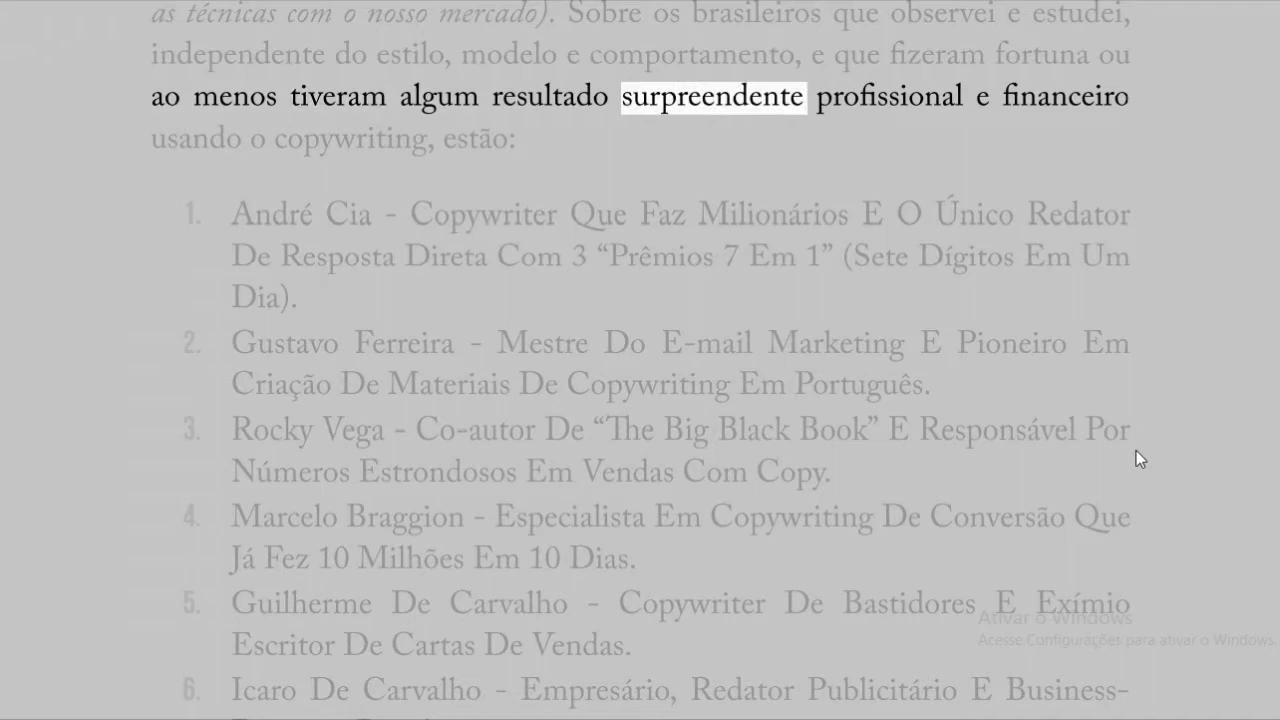 as técnicas com o nosso mercado). Sobre os brasileiros que observei e estudei,
independente do estilo, modelo e comportamento, e que fizeram fortuna ou
ao menos tiveram algum resultado surpreendente profissional e financeiro
usando o copywriting, estão:
1. André Cia - Copywriter Que Faz Milionários E O Único Redator
De Resposta Direta Com 3 “Prêmios 7 Em 1” (Sete Dígitos Em Um
Dia).
2. Gustavo Ferreira - Mestre Do E-mail Marketing E Pioneiro Em
Criação De Materiais De Copywriting Em Português.
3. Rocky Vega - Co-autor De “The Big Black Book” E Responsável Por
Números Estrondosos Em Vendas Com Copy.
4. Marcelo Braggion - Especialista Em Copywriting De Conversão Que
Já Fez 10 Milhões Em 10 Dias.
5. Guilherme De Carvalho - Copywriter De Bastidores E Exímio
Escritor De Cartas De Vendas.
Ativar o Windows
Acesse Configurações para ativar o Windows.
6. Icaro De Carvalho - Empresário, Redator Publicitário E Business-